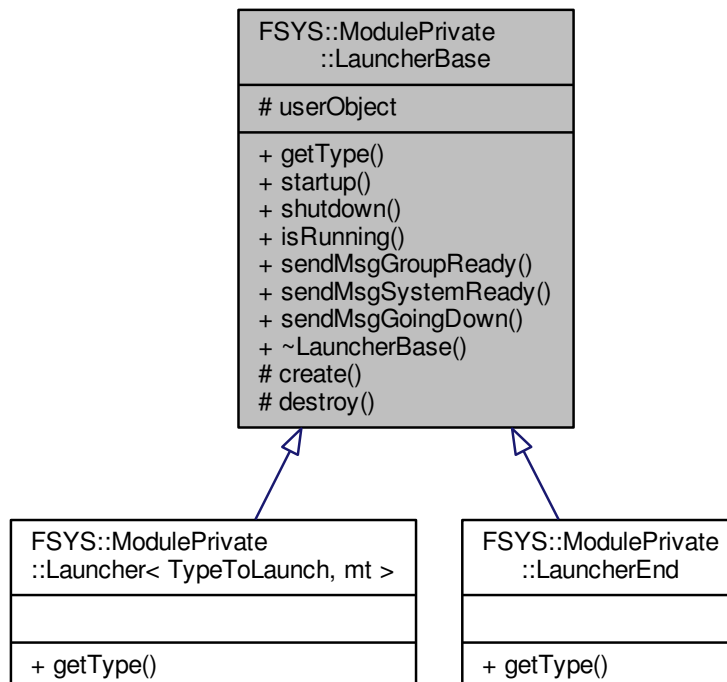 FSYS::ModulePrivate
::LauncherBase
# userObject
+ getType()
+ startup()
+ shutdown()
+ isRunning()
+ sendMsgGroupReady()
+ sendMsgSystemReady()
+ sendMsgGoingDown()
+ ~LauncherBase()
# create()
# destroy()
FSYS::ModulePrivate
::Launcher< TypeToLaunch, mt >
+ getType()
FSYS::ModulePrivate
::LauncherEnd
+ getType()